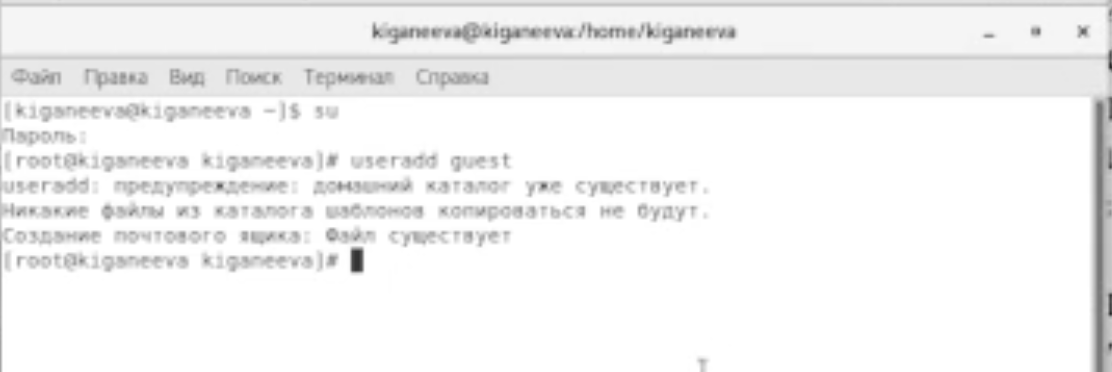 kiganeeva@kiganeeva:/home/kiganeeva
Файл Правка Вид Поиск Терминал Справка
[kiganeeva@kiganeeva ~]$ su
Пароль:
[root@kiganeeva kiganeeva]# useradd guest
useradd: предупреждение: домашний каталог уже существует.
Никакие файлы из каталога шаблонов копироваться не будут.
Создание почтового ящика: Файл существует
[root@kiganeeva kiganeeva]#